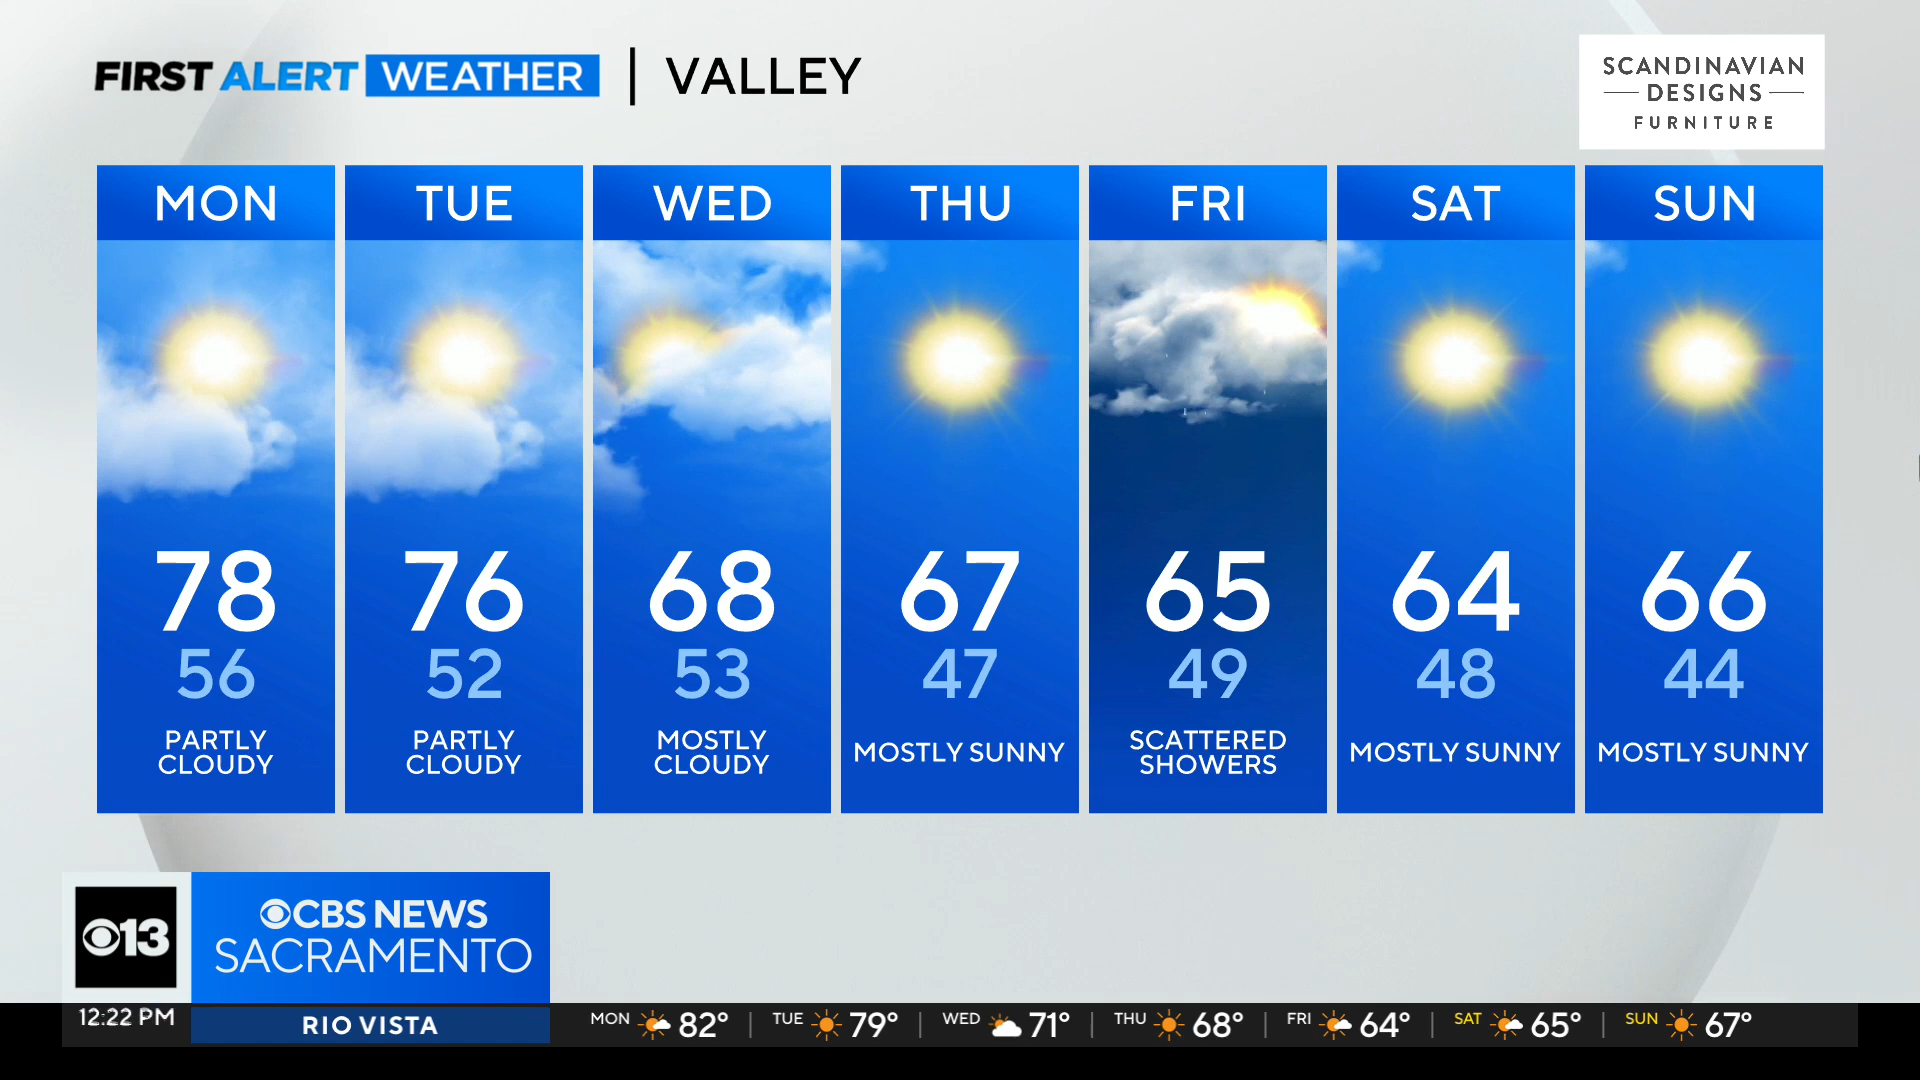 FIRST ALERT WEATHER | VALLEY
SCANDINAVIAN
DESIGNS
FURNITURE
MON
78
56
PARTLY
CLOUDY
TUE
76
52
PARTLY
CLOUDY
WED
68
53
MOSTLY
CLOUDY
THU
67
47
MOSTLY SUNNY
FRI
65
49
SCATTERED
SHOWERS
SAT
64
48
MOSTLY SUNNY
SUN
66
44
MOSTLY SUNNY
13
CBS NEWS
SACRAMENTO
12:22 PM
RIO VISTA
MON 82° | TUE 79° | WED 71° | THU 68° | FRI 64° | SAT 65° | SUN 67°